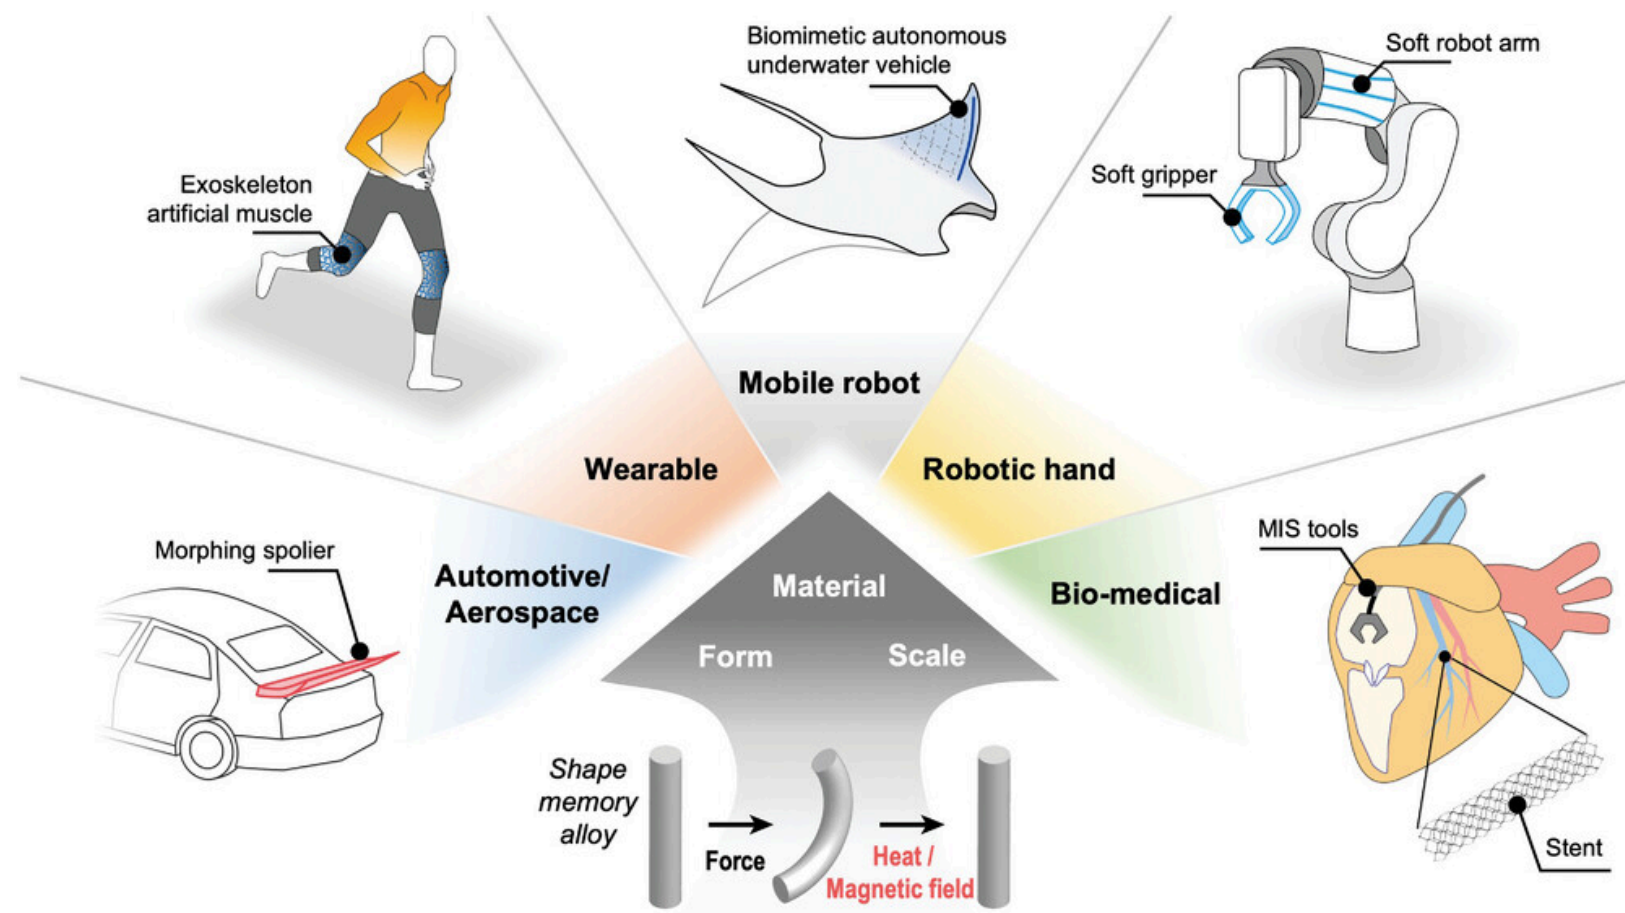 Biomimetic autonomous
underwater vehicle
Soft robot arm
Soft gripper
Exoskeleton
artificial muscle
Mobile robot
Wearable
Robotic hand
Morphing spolier
Automotive/
Aerospace
Bio-medical
MIS tools
Material
Form
Scale
Shape
memory
alloy
Force
Heat /
Magnetic field
Stent